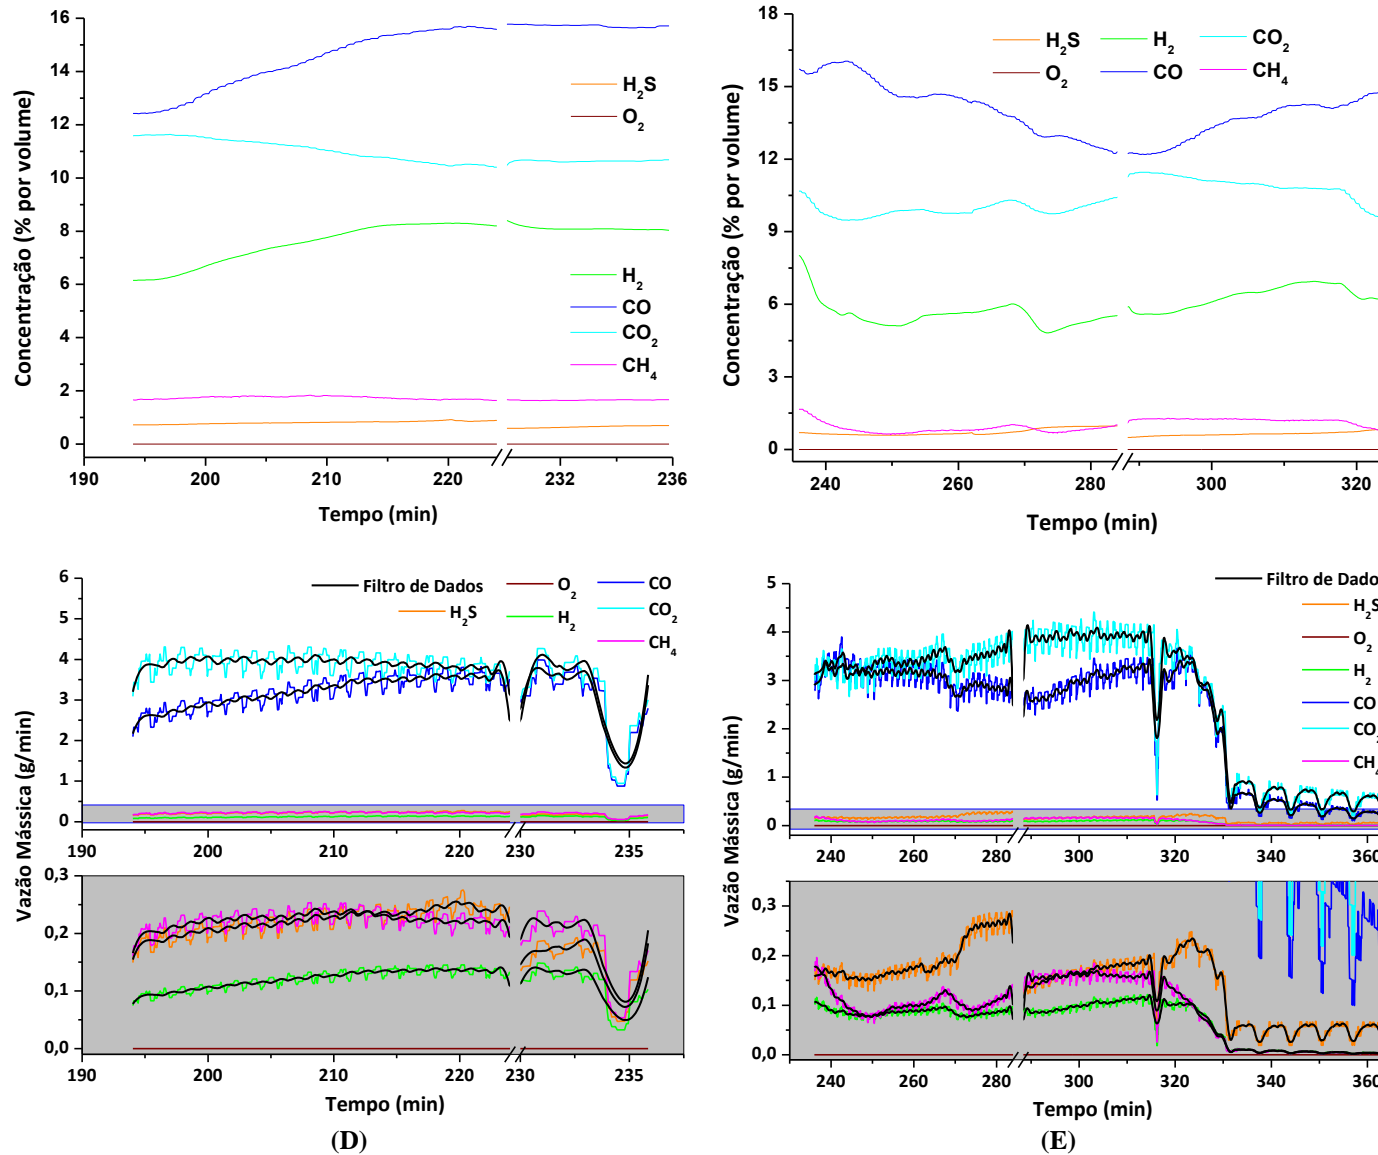 Concentração (% por volume)
16
14
12
10
8
6
4
2
0
H2S
O2
H2
CO
CO2
CH4
190 200 210 220 232 234 236
Tempo (min)
Concentração (% por volume)
18
15
12
9
6
3
0
H2S H2 CO2
O2 CO CH4
240 260 280 300 320
Tempo (min)
Vazão Mássica (g/min)
6
5
4
3
2
1
0
Filtro de Dados O2 CO
H2S H2 CO2
CH4
190 200 210 220 230 235
0,3
0,2
0,1
0,0
190 200 210 220 230 235
Tempo (min)
(D)
Vazão Mássica (g/min)
5
4
3
2
1
0
Filtro de Dado
H2S
O2
H2
CO
CO2
CH4
240 260 280 300 320 340 360
0,3
0,2
0,1
0,0
240 260 280 300 320 340 360
Tempo (min)
(E)